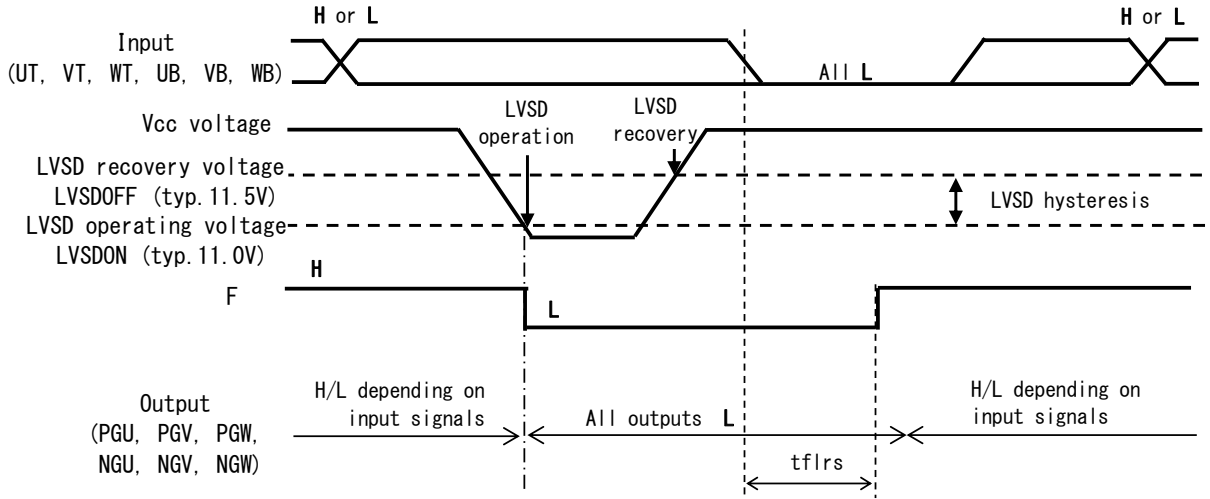 H or L
H or L
Input
(UT, VT, WT, UB, VB, WB)
All L
LVSD
operation
LVSD
recovery
Vcc voltage
LVSD recovery voltage
LVSDOFF (typ.11.5V)
LVSD hysteresis
LVSD operating voltage
LVSDON (typ.11.0V)
H
F
L
H/L depending on
input signals
H/L depending on
input signals
Output
(PGU, PGV, PGW,
NGU, NGV, NGW)
All outputs L
tflrs